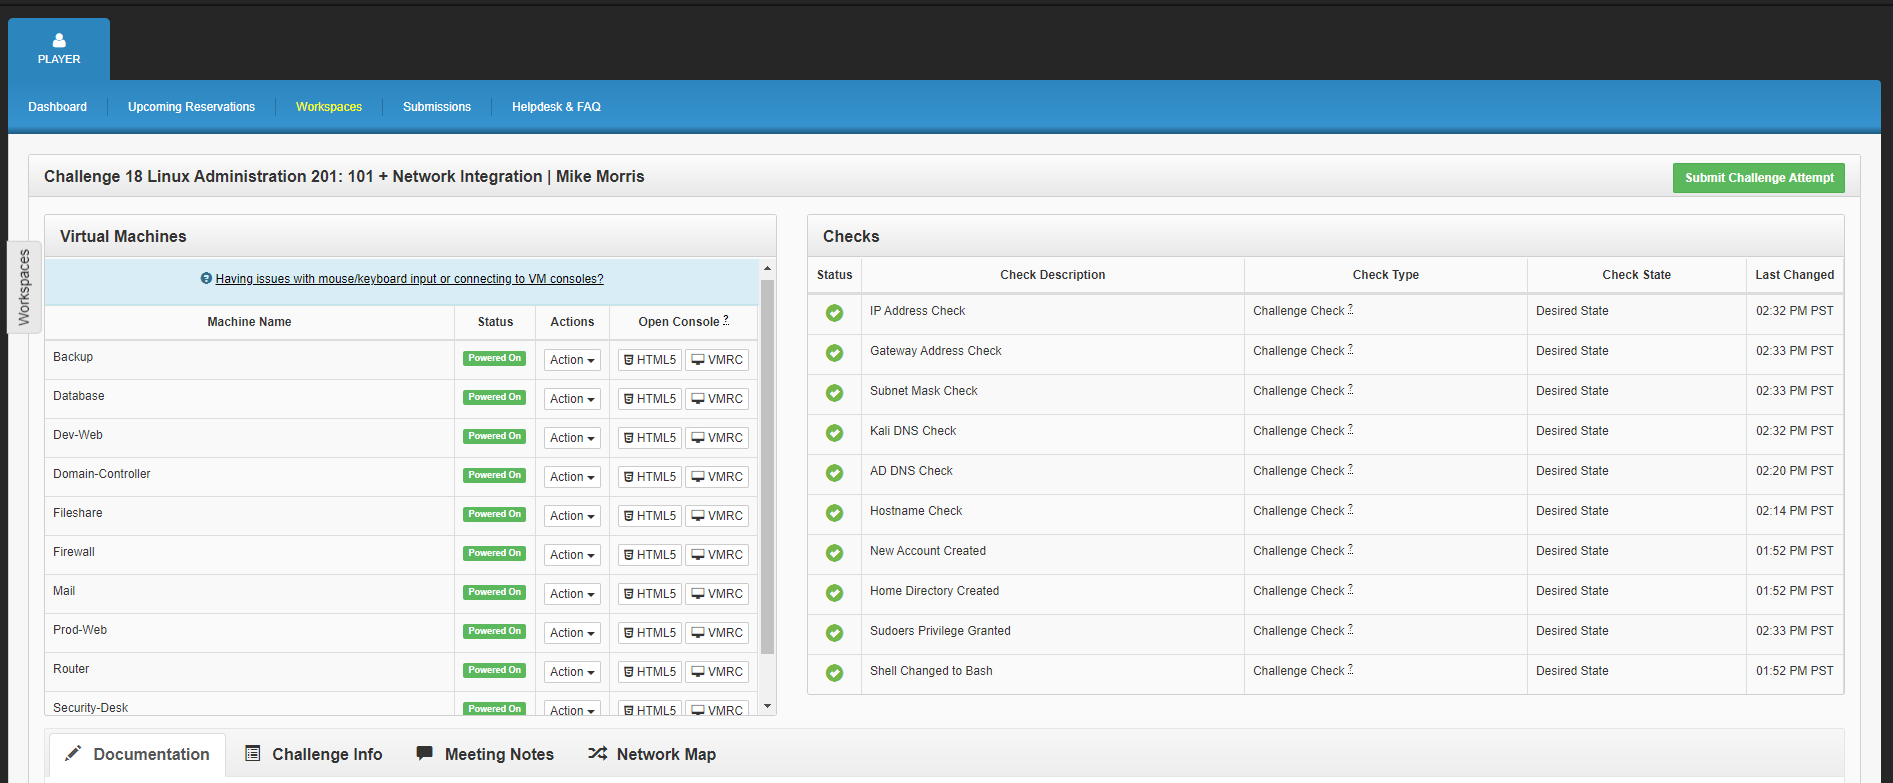 PLAYER
Dashboard Upcoming Reservations Workspaces Submissions Helpdesk & FAQ
Challenge 18 Linux Administration 201: 101 + Network Integration | Mike Morris
Submit Challenge Attempt
Workspaces
Virtual Machines
? Having issues with mouse/keyboard input or connecting to VM consoles?
Machine Name Status Actions Open Console ?
Backup Powered On Action HTML5 VMRC
Database Powered On Action HTML5 VMRC
Dev-Web Powered On Action HTML5 VMRC
Domain-Controller Powered On Action HTML5 VMRC
Fileshare Powered On Action HTML5 VMRC
Firewall Powered On Action HTML5 VMRC
Mail Powered On Action HTML5 VMRC
Prod-Web Powered On Action HTML5 VMRC
Router Powered On Action HTML5 VMRC
Security-Desk Powered On Action HTML5 VMRC
Checks
Status Check Description Check Type Check State Last Changed
IP Address Check Challenge Check ? Desired State 02:32 PM PST
Gateway Address Check Challenge Check ? Desired State 02:33 PM PST
Subnet Mask Check Challenge Check ? Desired State 02:33 PM PST
Kali DNS Check Challenge Check ? Desired State 02:32 PM PST
AD DNS Check Challenge Check ? Desired State 02:20 PM PST
Hostname Check Challenge Check ? Desired State 02:14 PM PST
New Account Created Challenge Check ? Desired State 01:52 PM PST
Home Directory Created Challenge Check ? Desired State 01:52 PM PST
Sudoers Privilege Granted Challenge Check ? Desired State 02:33 PM PST
Shell Changed to Bash Challenge Check ? Desired State 01:52 PM PST
Documentation Challenge Info Meeting Notes Network Map